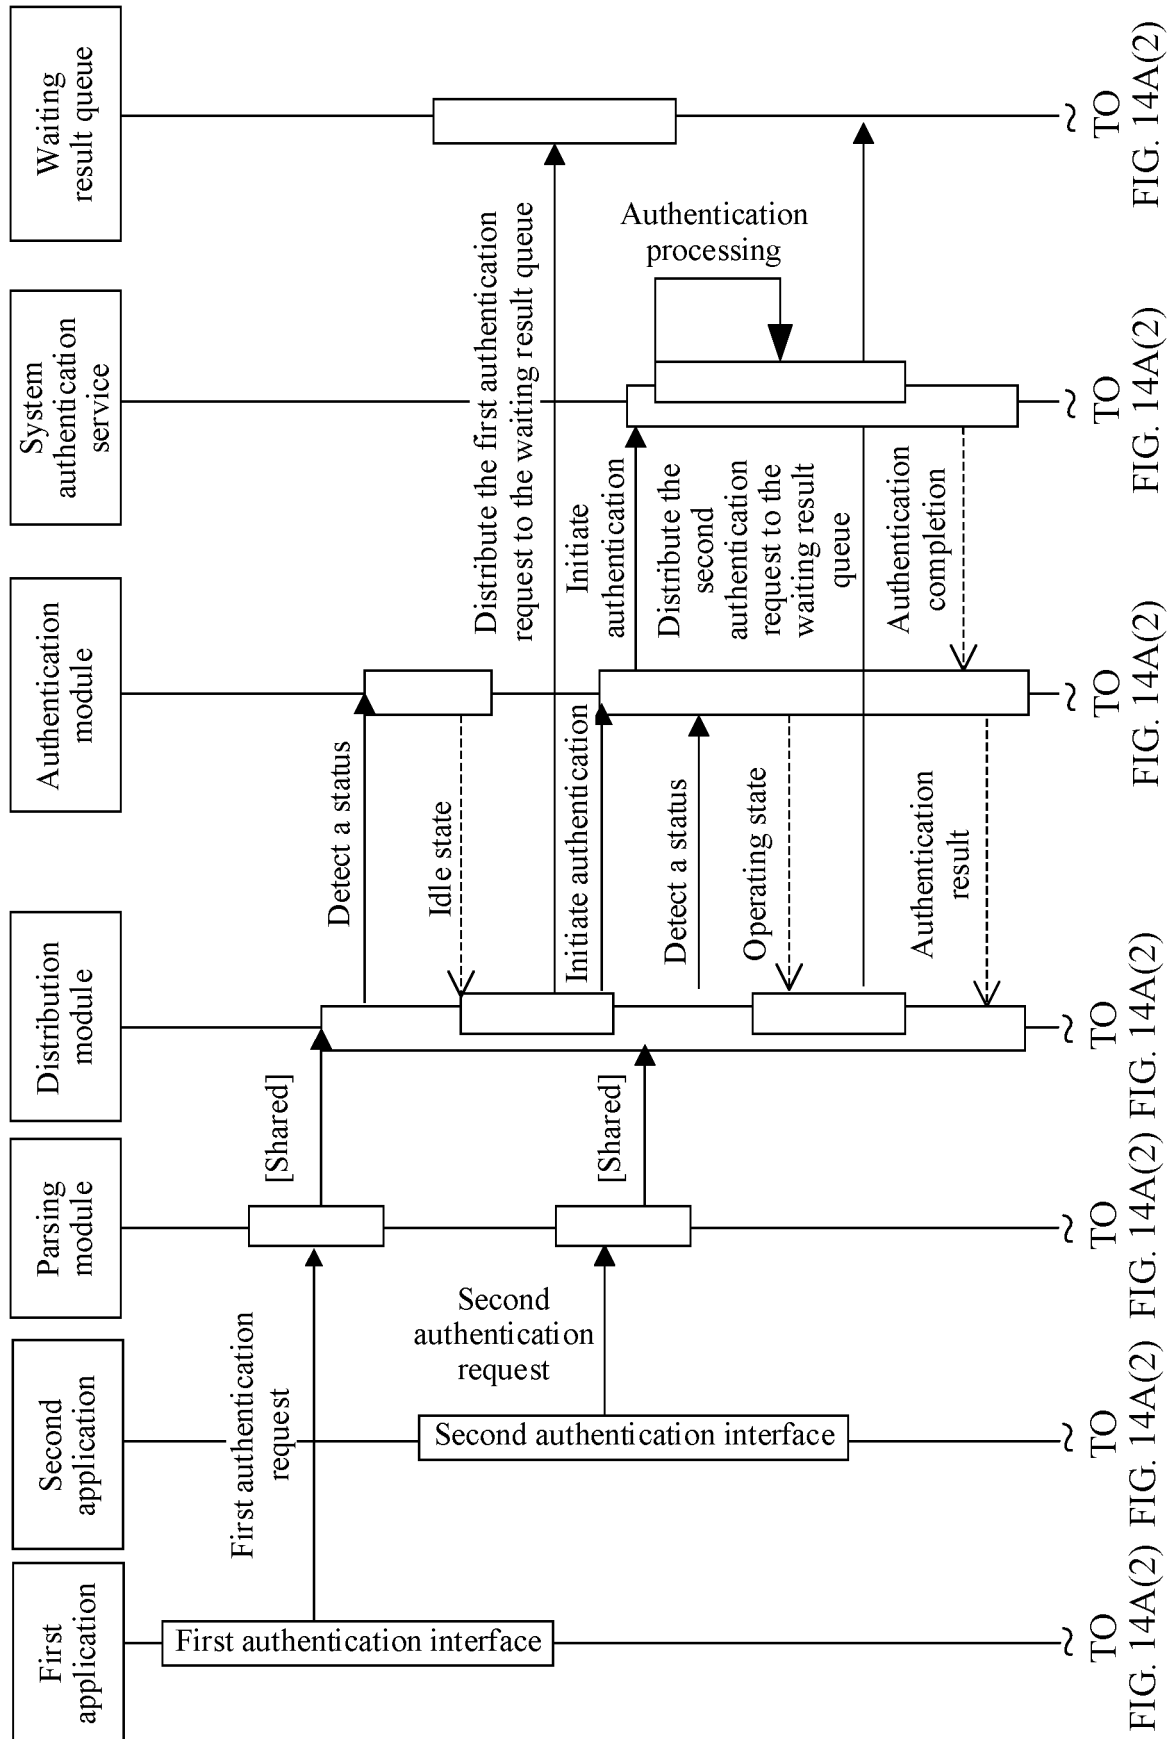 First
application
Second
application
Parsing
module
Distribution
module
Authentication
module
System
authentication
service
Waiting
result queue
First authentication interface
First authentication
request
[Shared]
Detect a status
Idle state
Distribute the first authentication
request to the waiting result queue
Second authentication interface
Second
authentication
request
[Shared]
Initiate authentication
Initiate
authentication
Authentication
processing
Detect a status
Operating state
Distribute the
second
authentication
request to the
waiting result
queue
Authentication
completion
Authentication
result
TO
FIG. 14A(2)
TO
FIG. 14A(2)
TO
FIG. 14A(2)
TO
FIG. 14A(2)
TO
FIG. 14A(2)
TO
FIG. 14A(2)
TO
FIG. 14A(2)